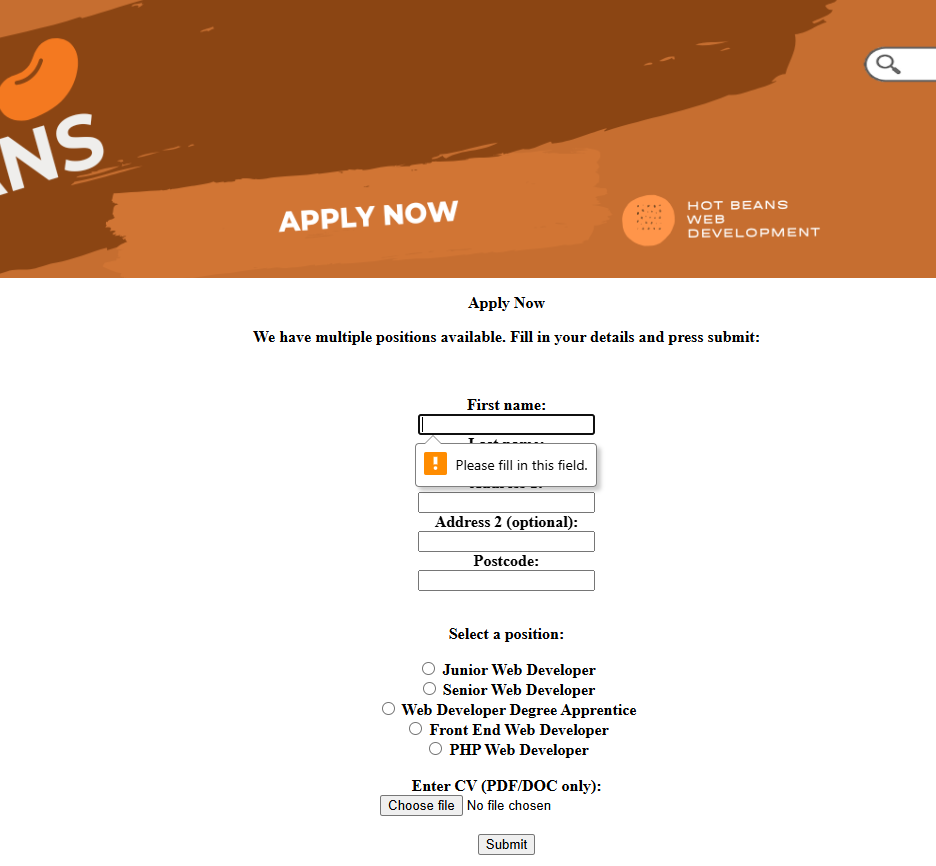 ANS
APPLY NOW
HOT BEANS
WEB
DEVELOPMENT
Apply Now
We have multiple positions available. Fill in your details and press submit:
First name:
Please fill in this field.
Address 2 (optional):
Postcode:
Select a position:
Junior Web Developer
Senior Web Developer
Web Developer Degree Apprentice
Front End Web Developer
PHP Web Developer
Enter CV (PDF/DOC only):
Choose file No file chosen
Submit